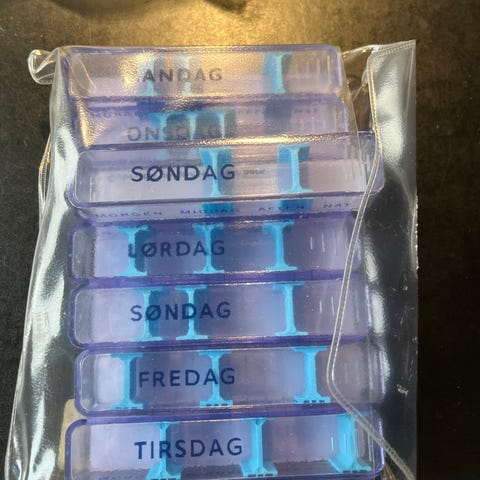 ANDAG
ONSDAG
SØNDAG
MORGEN MIDDAG AFTEN NAT
LØRDAG
SØNDAG
FREDAG
TIRSDAG